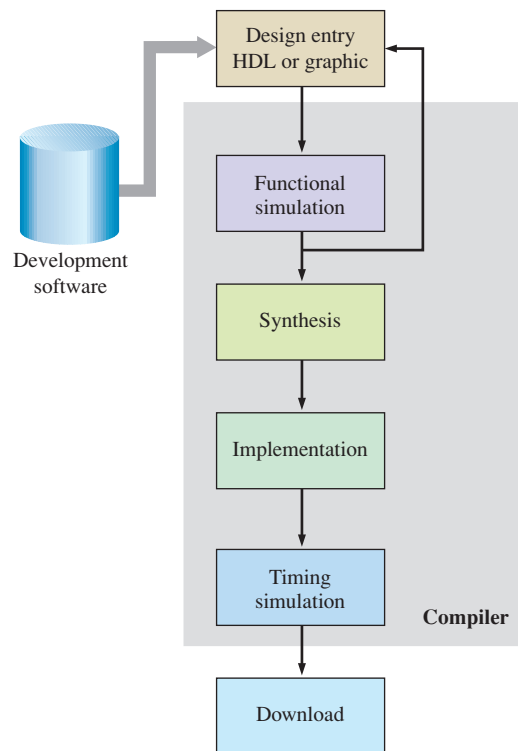 Design entry
HDL or graphic
Functional
simulation
Development
software
Synthesis
Implementation
Timing
simulation
Compiler
Download